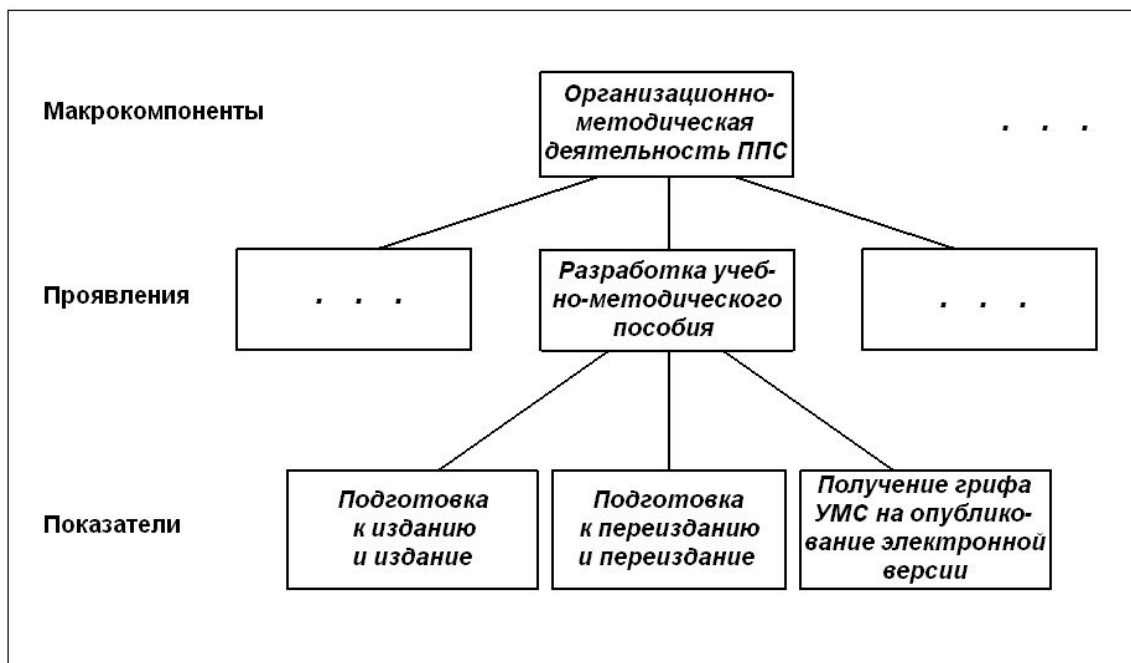 Макрокомпоненты
Организационно-
методическая
деятельность ППС
. . .
Проявления
. . .
Разработка учеб-
но-методического
пособия
. . .
Показатели
Подготовка
к изданию
и издание
Подготовка
к переизданию
и переиздание
Получение грифа
УМС на опублико-
вание электронной
версии